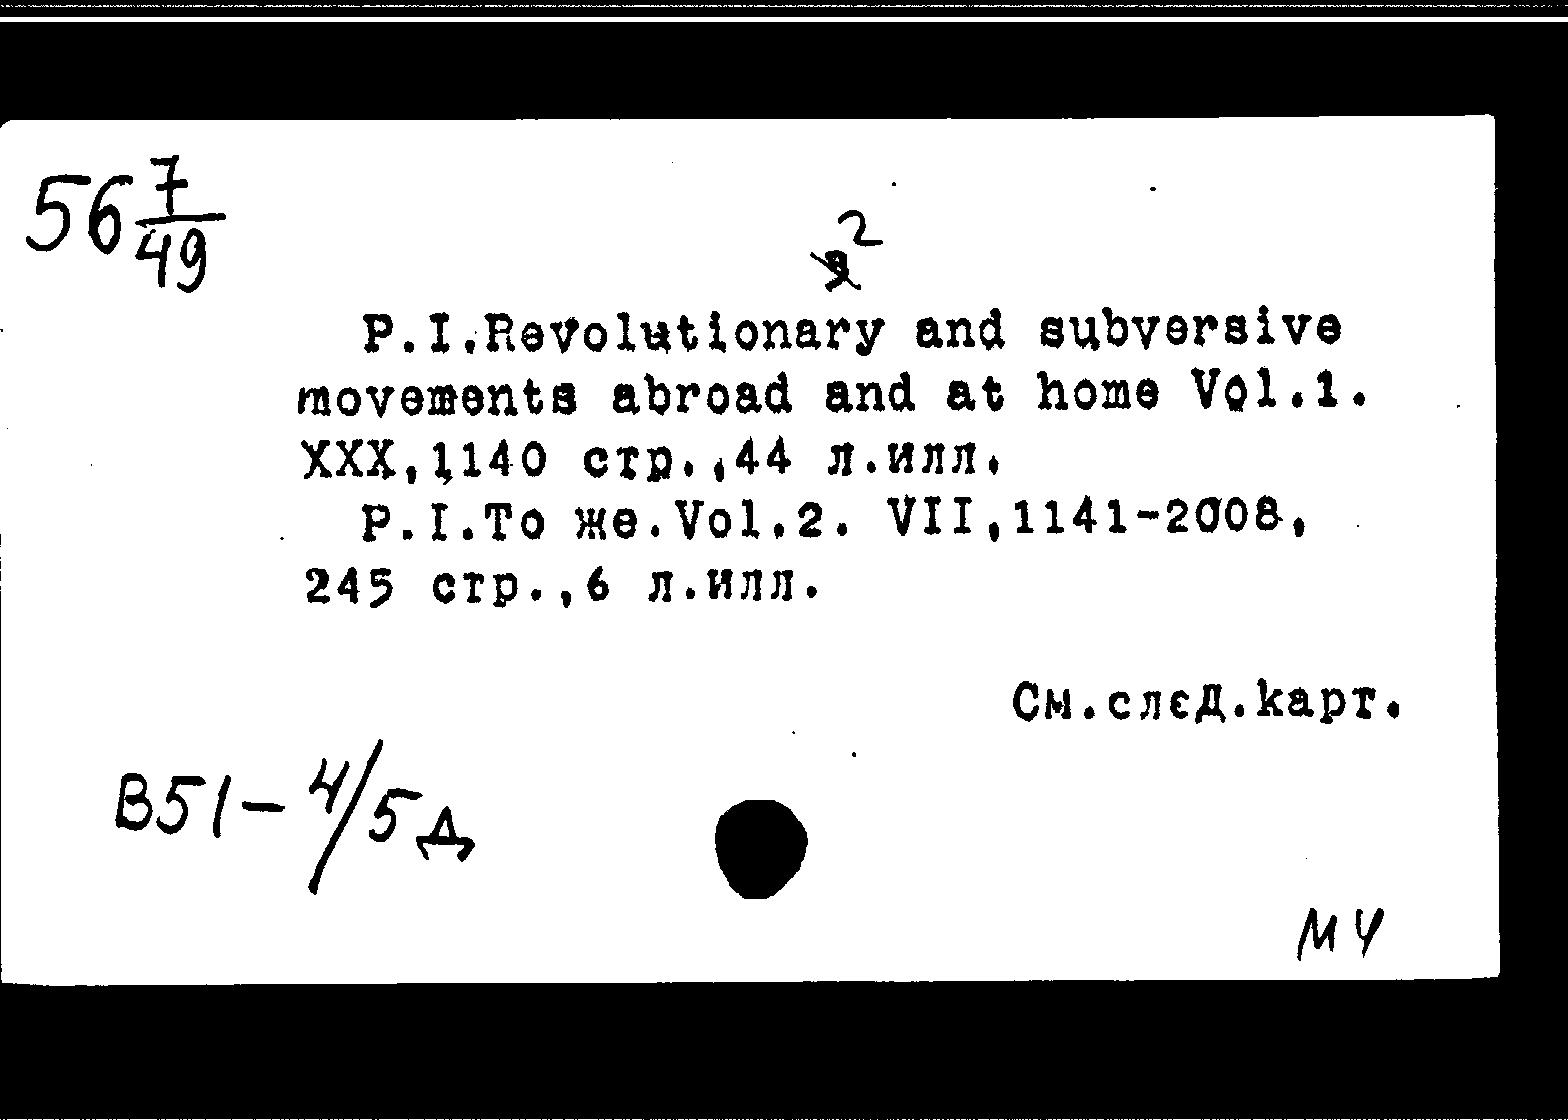 56 7/49
2
P.I.Revolutionary and subversive
movements abroad and at home Vol.1.
XXX,1140 стр.,44 л.илл.
P.I.То же.Vol.2. VII,1141-2008,
245 стр.,6 л.илл.
См.след.карт.
В51-4/5д
МЧ